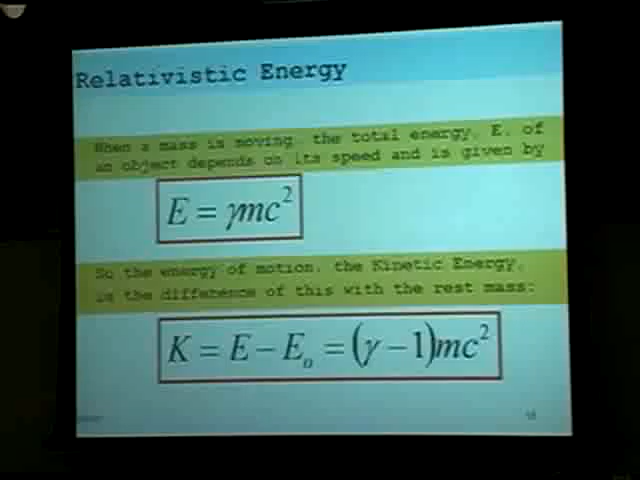 Relativistic Energy
When a mass is moving, the total energy, E, of
an object depends on its speed and is given by
E = γmc²
So the energy of motion, the Kinetic Energy,
is the difference of this with the rest mass:
K = E − Eₒ = (γ − 1)mc²